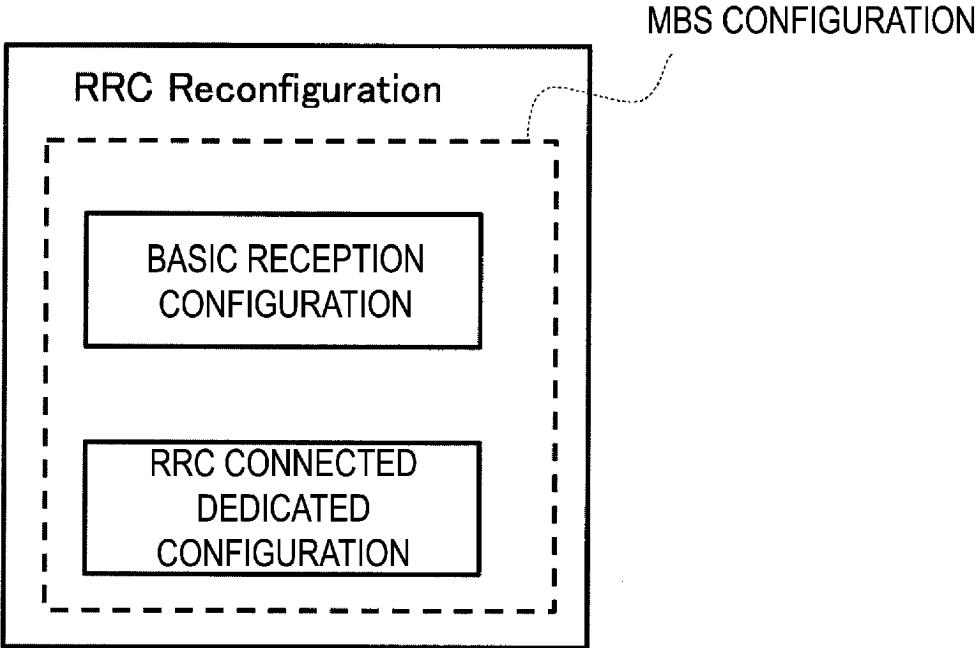 MBS CONFIGURATION
RRC Reconfiguration
BASIC RECEPTION
CONFIGURATION
RRC CONNECTED
DEDICATED
CONFIGURATION